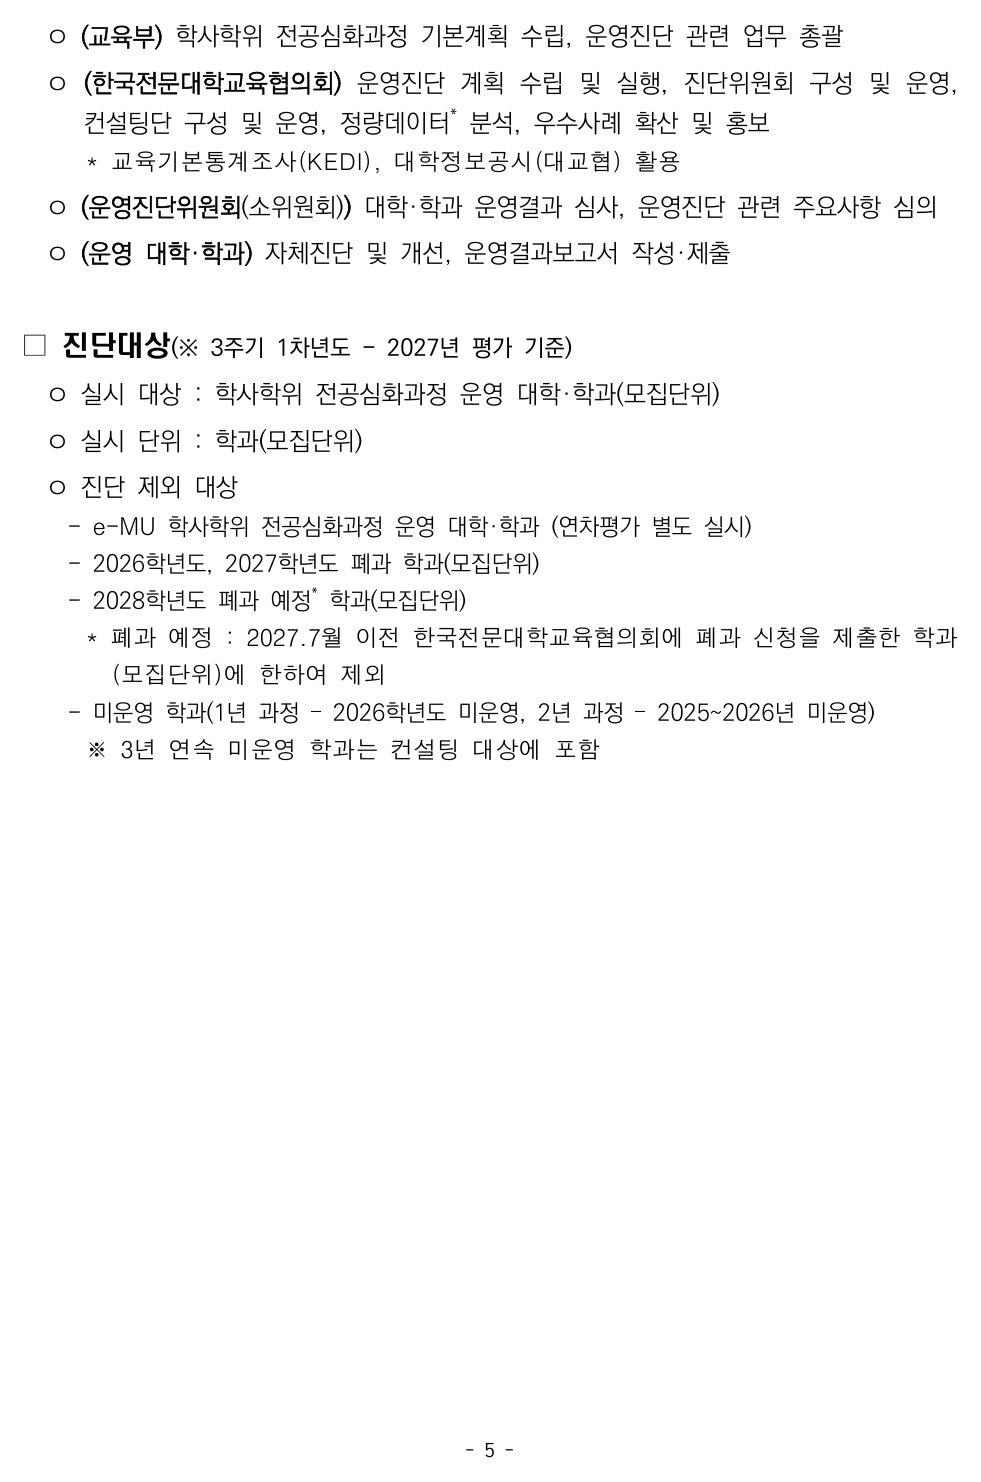 ㅇ (교육부) 학사학위 전공심화과정 기본계획 수립, 운영진단 관련 업무 총괄
ㅇ (한국전문대학교육협의회) 운영진단 계획 수립 및 실행, 진단위원회 구성 및 운영,
컨설팅단 구성 및 운영, 정량데이터* 분석, 우수사례 확산 및 홍보
* 교육기본통계조사(KEDI), 대학정보공시(대교협) 활용
ㅇ (운영진단위원회(소위원회)) 대학·학과 운영결과 심사, 운영진단 관련 주요사항 심의
ㅇ (운영 대학·학과) 자체진단 및 개선, 운영결과보고서 작성·제출
□ 진단대상(※ 3주기 1차년도 - 2027년 평가 기준)
ㅇ 실시 대상 : 학사학위 전공심화과정 운영 대학·학과(모집단위)
ㅇ 실시 단위 : 학과(모집단위)
ㅇ 진단 제외 대상
- e-MU 학사학위 전공심화과정 운영 대학·학과 (연차평가 별도 실시)
- 2026학년도, 2027학년도 폐과 학과(모집단위)
- 2028학년도 폐과 예정* 학과(모집단위)
* 폐과 예정 : 2027.7월 이전 한국전문대학교육협의회에 폐과 신청을 제출한 학과
(모집단위)에 한하여 제외
- 미운영 학과(1년 과정 - 2026학년도 미운영, 2년 과정 - 2025~2026년 미운영)
※ 3년 연속 미운영 학과는 컨설팅 대상에 포함
- 5 -